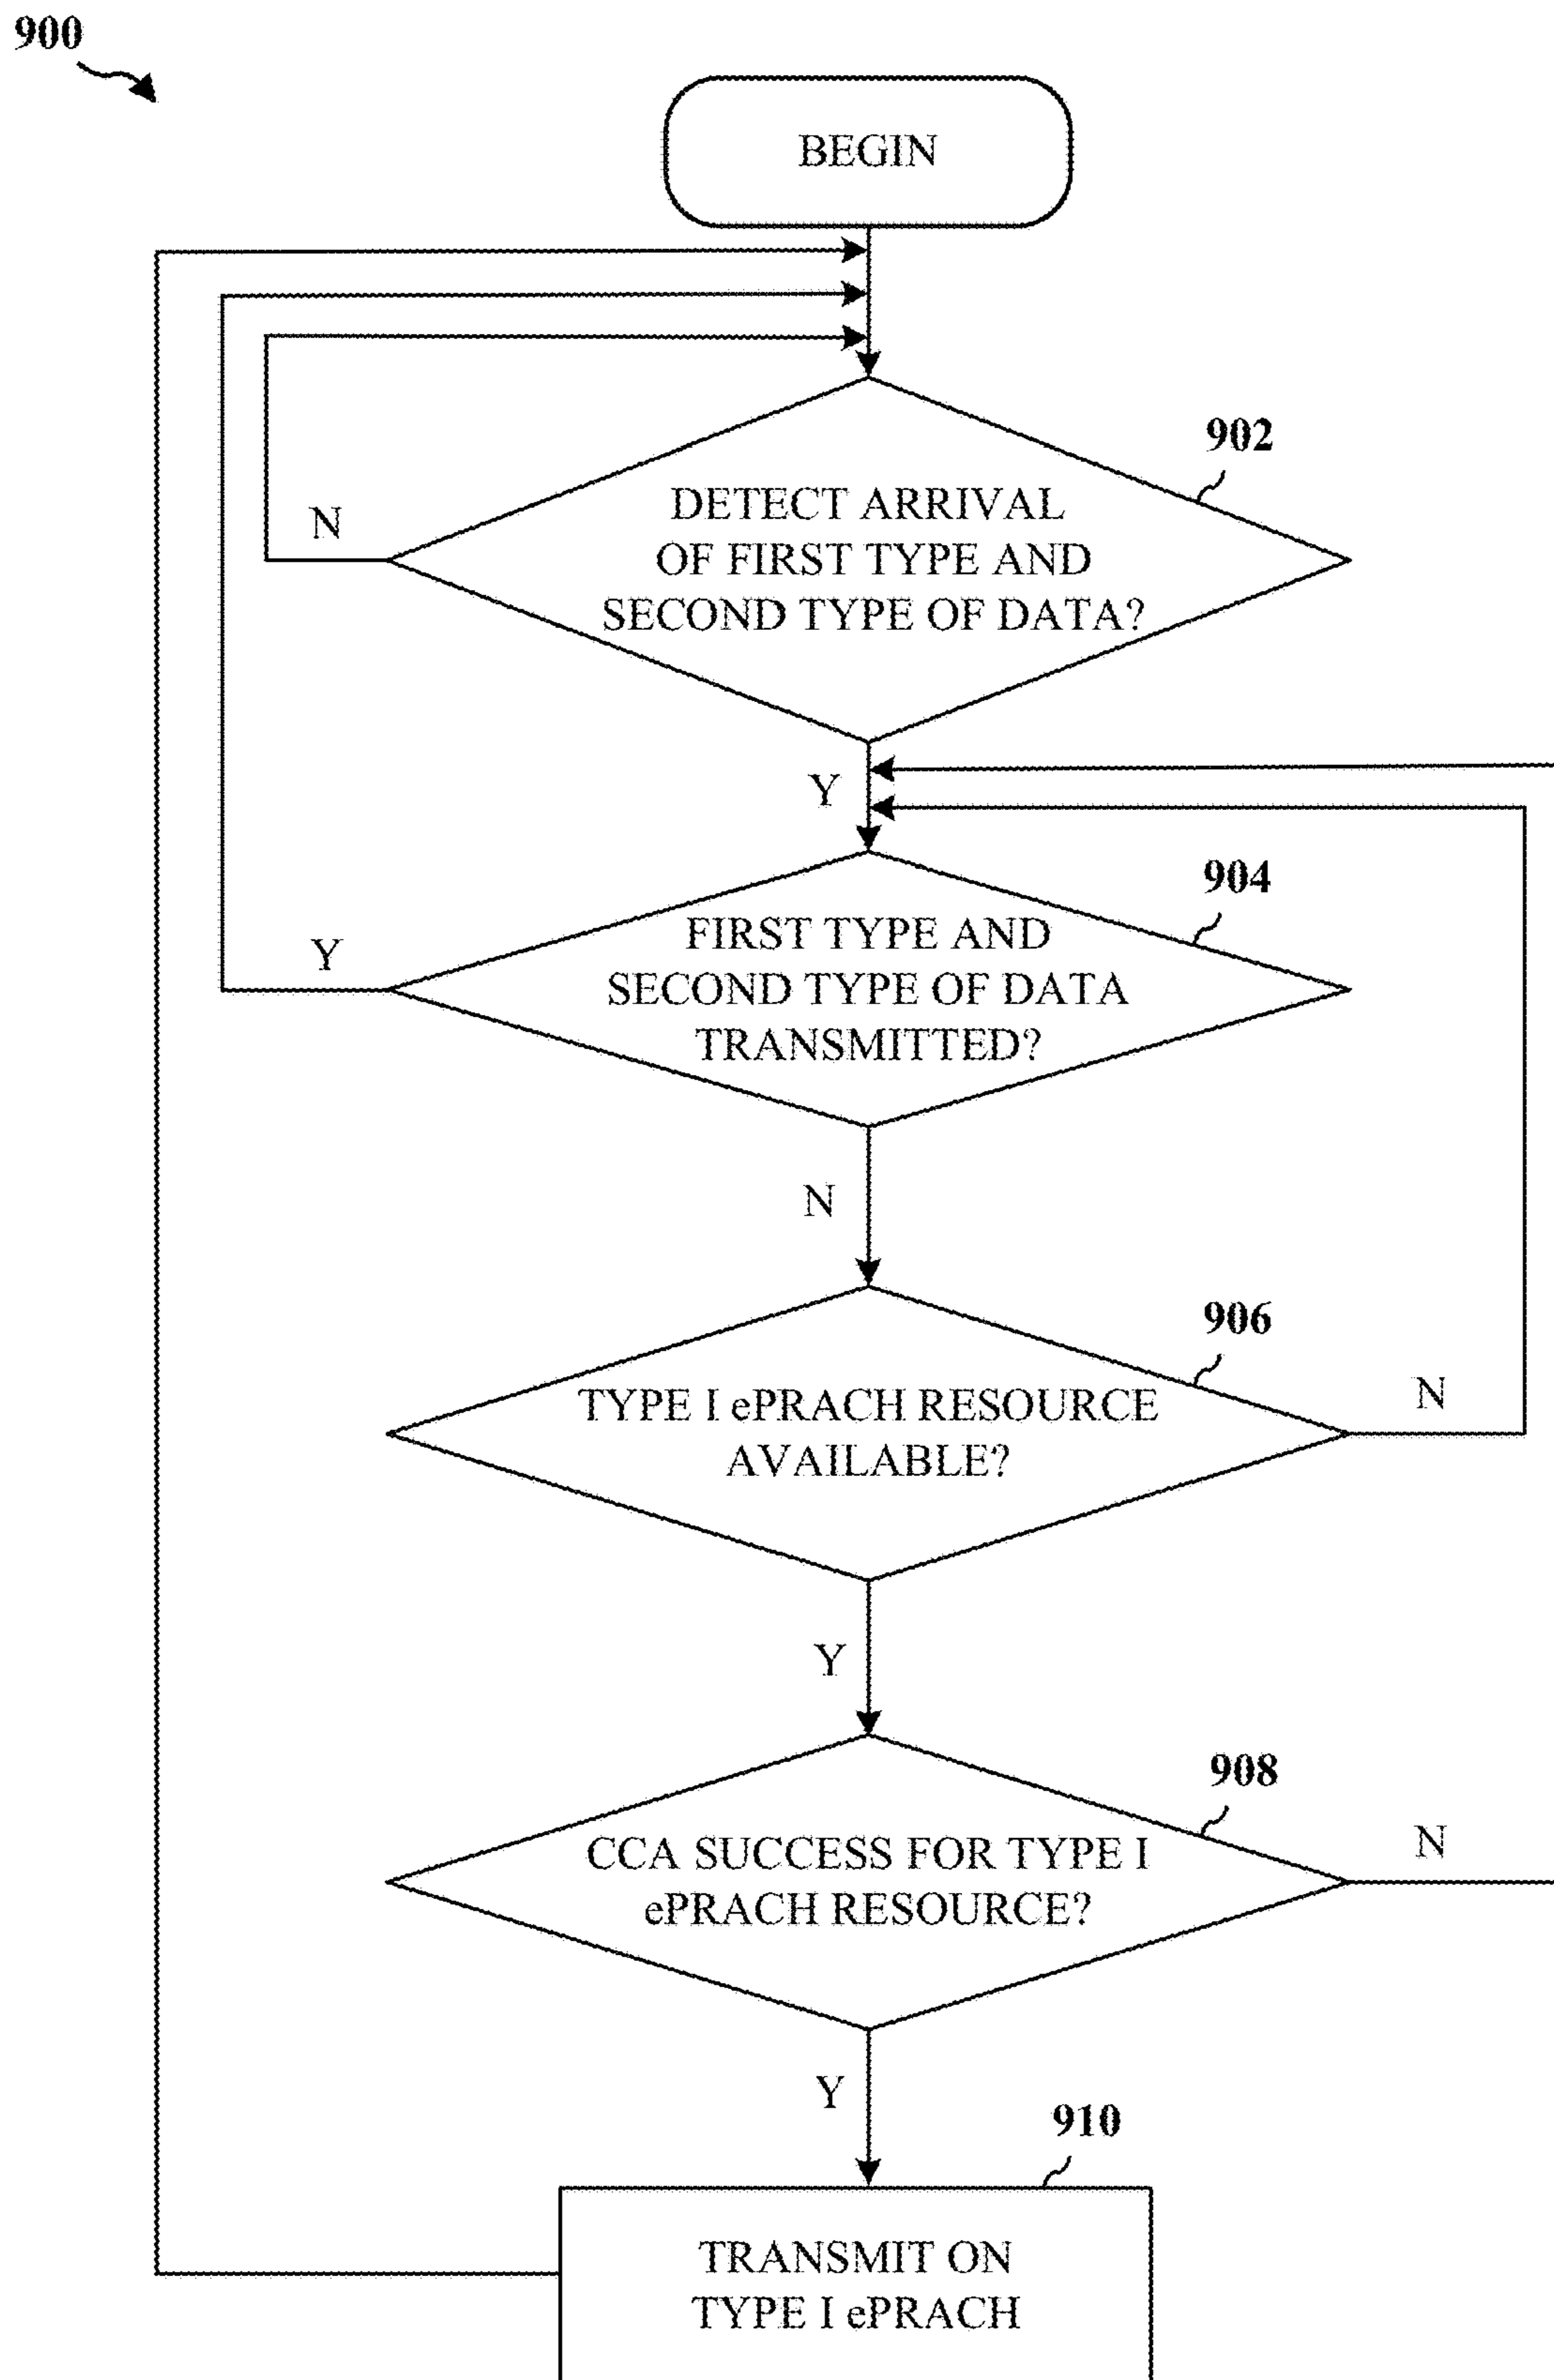 900
BEGIN
902
DETECT ARRIVAL
OF FIRST TYPE AND
SECOND TYPE OF DATA?
N
Y
904
FIRST TYPE AND
SECOND TYPE OF DATA
TRANSMITTED?
Y
N
906
TYPE I ePRACH RESOURCE
AVAILABLE?
N
Y
908
CCA SUCCESS FOR TYPE I
ePRACH RESOURCE?
N
Y
910
TRANSMIT ON
TYPE I ePRACH